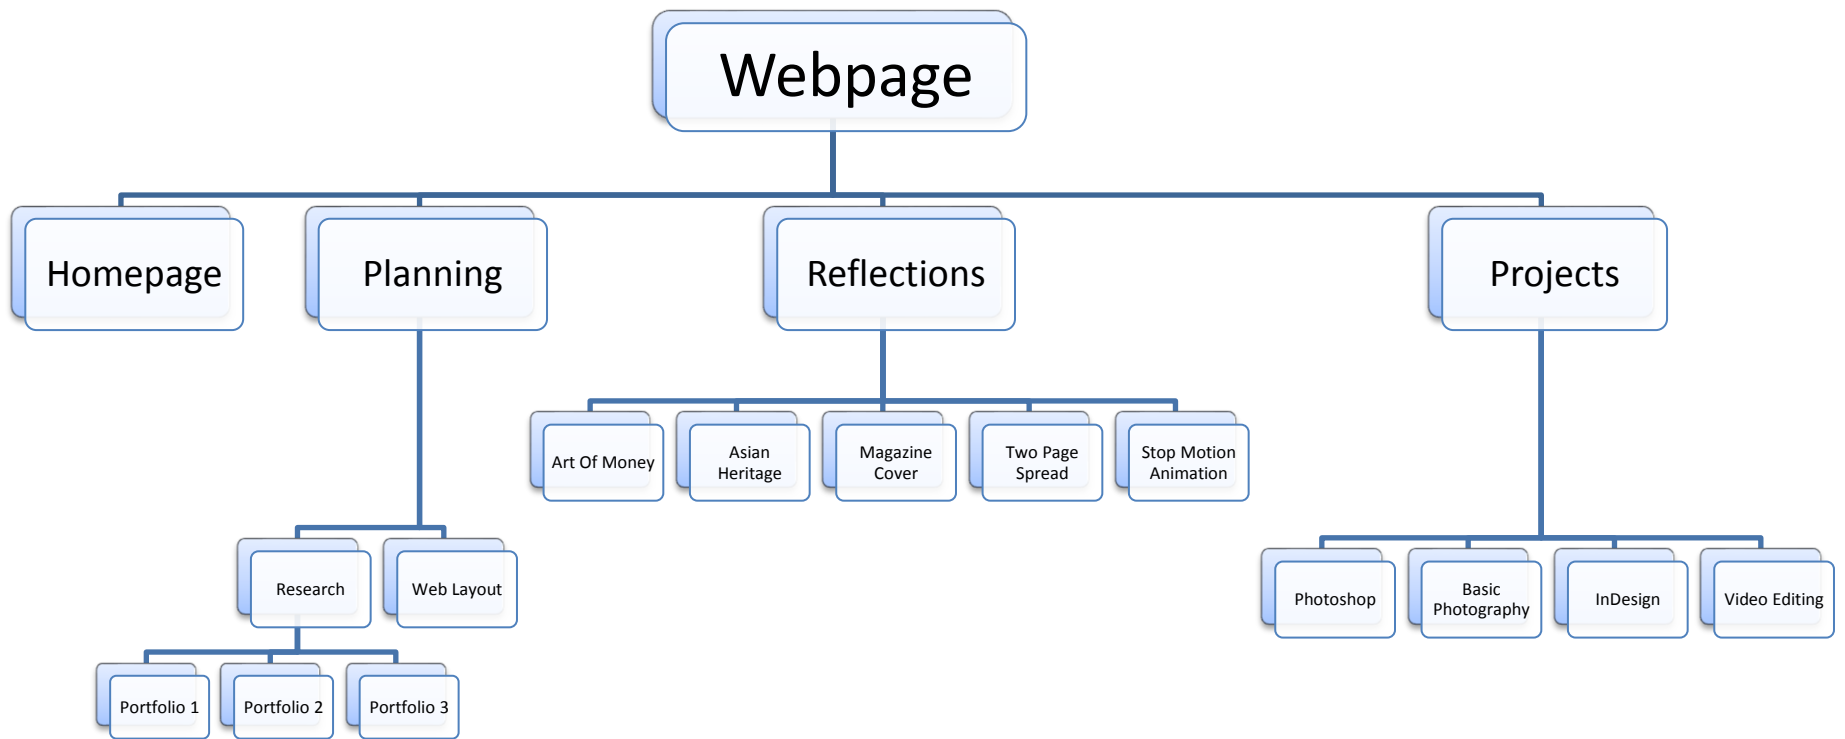 Webpage
Homepage
Planning
Reflections
Projects
Art Of Money
Asian
Heritage
Magazine
Cover
Two Page
Spread
Stop Motion
Animation
Research
Web Layout
Photoshop
Basic
Photography
InDesign
Video Editing
Portfolio 1
Portfolio 2
Portfolio 3